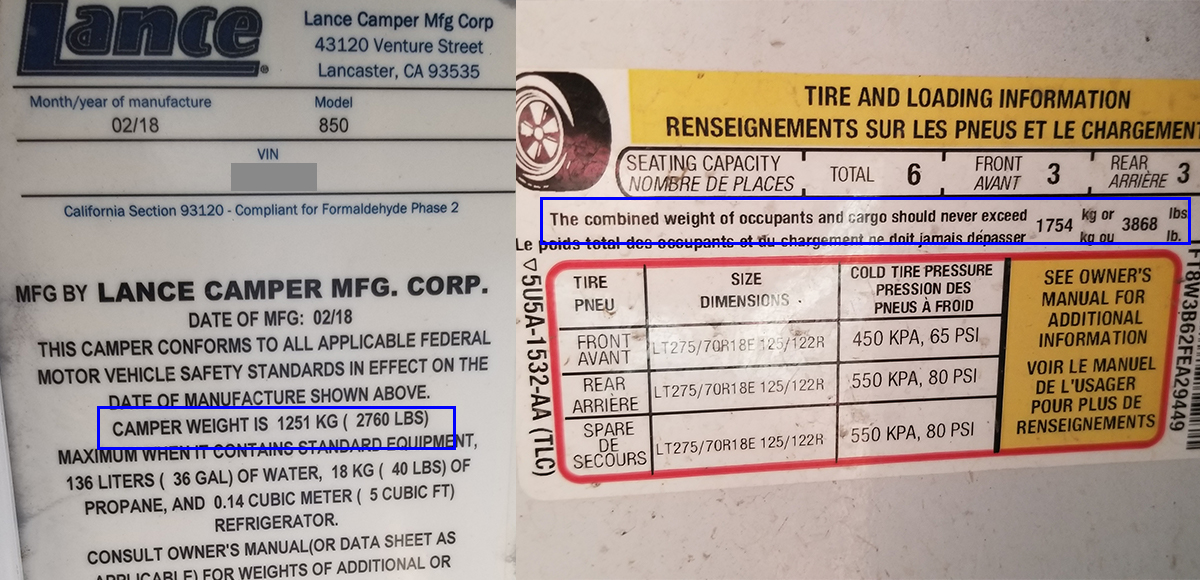 Lance
Lance Camper Mfg Corp
43120 Venture Street
Lancaster, CA 93535
Month/year of manufacture
Model
02/18
850
VIN
California Section 93120 - Compliant for Formaldehyde Phase 2
MFG BY LANCE CAMPER MFG. CORP.
DATE OF MFG: 02/18
THIS CAMPER CONFORMS TO ALL APPLICABLE FEDERAL
MOTOR VEHICLE SAFETY STANDARDS IN EFFECT ON THE
DATE OF MANUFACTURE SHOWN ABOVE.
CAMPER WEIGHT IS 1251 KG ( 2760 LBS)
MAXIMUM WHEN IT CONTAINS STANDARD EQUIPMENT,
136 LITERS ( 36 GAL) OF WATER, 18 KG ( 40 LBS) OF
PROPANE, AND 0.14 CUBIC METER ( 5 CUBIC FT)
REFRIGERATOR.
CONSULT OWNER'S MANUAL(OR DATA SHEET AS
APPLICABLE) FOR WEIGHTS OF ADDITIONAL OR
TIRE AND LOADING INFORMATION
RENSEIGNEMENTS SUR LES PNEUS ET LE CHARGEMENT
SEATING CAPACITY
NOMBRE DE PLACES
TOTAL 6
FRONT
AVANT 3
REAR
ARRIÈRE 3
The combined weight of occupants and cargo should never exceed 1754 kg or 3868 lbs
Le poids total des occupants et du chargement ne doit jamais dépasser kg ou lb.
TIRE
PNEU
SIZE
DIMENSIONS
COLD TIRE PRESSURE
PRESSION DES
PNEUS À FROID
FRONT
AVANT
LT275/70R18E 125/122R
450 KPA, 65 PSI
REAR
ARRIÈRE
LT275/70R18E 125/122R
550 KPA, 80 PSI
SPARE
DE
SECOURS
LT275/70R18E 125/122R
550 KPA, 80 PSI
SEE OWNER'S
MANUAL FOR
ADDITIONAL
INFORMATION
VOIR LE MANUEL
DE L'USAGER
POUR PLUS DE
RENSEIGNEMENTS
5U5A-1532-AA (TLC)
FT8W3B62FEA29449